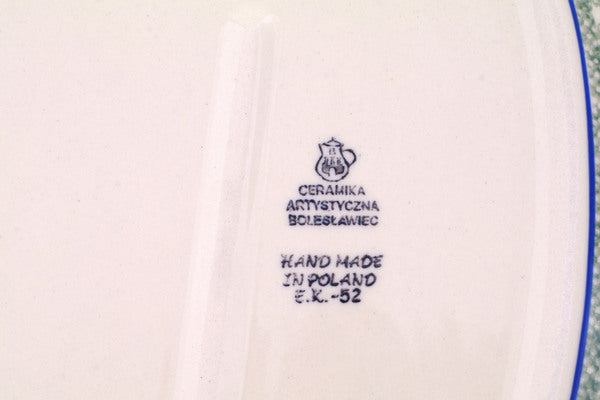 CERAMIKA
ARTYSTYCZNA
BOLESŁAWIEC
HAND MADE
IN POLAND
E.K.-52